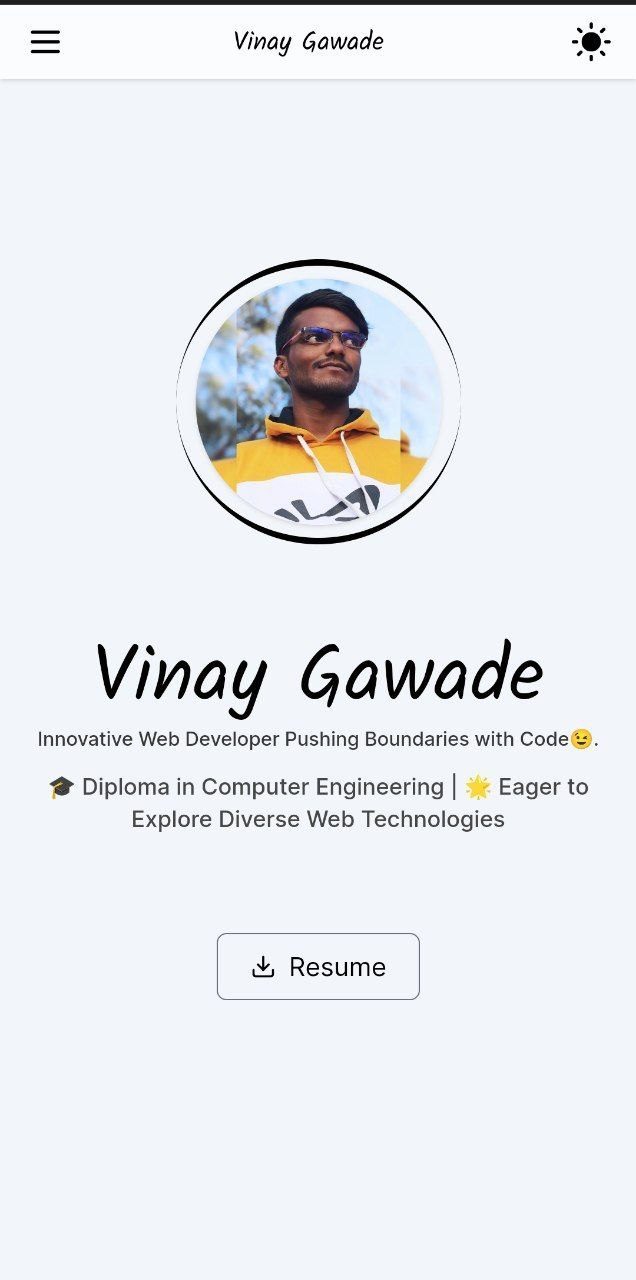 Vinay Gawade
Vinay Gawade
Innovative Web Developer Pushing Boundaries with Code😉.
🎓 Diploma in Computer Engineering | 🌟 Eager to
Explore Diverse Web Technologies
Resume